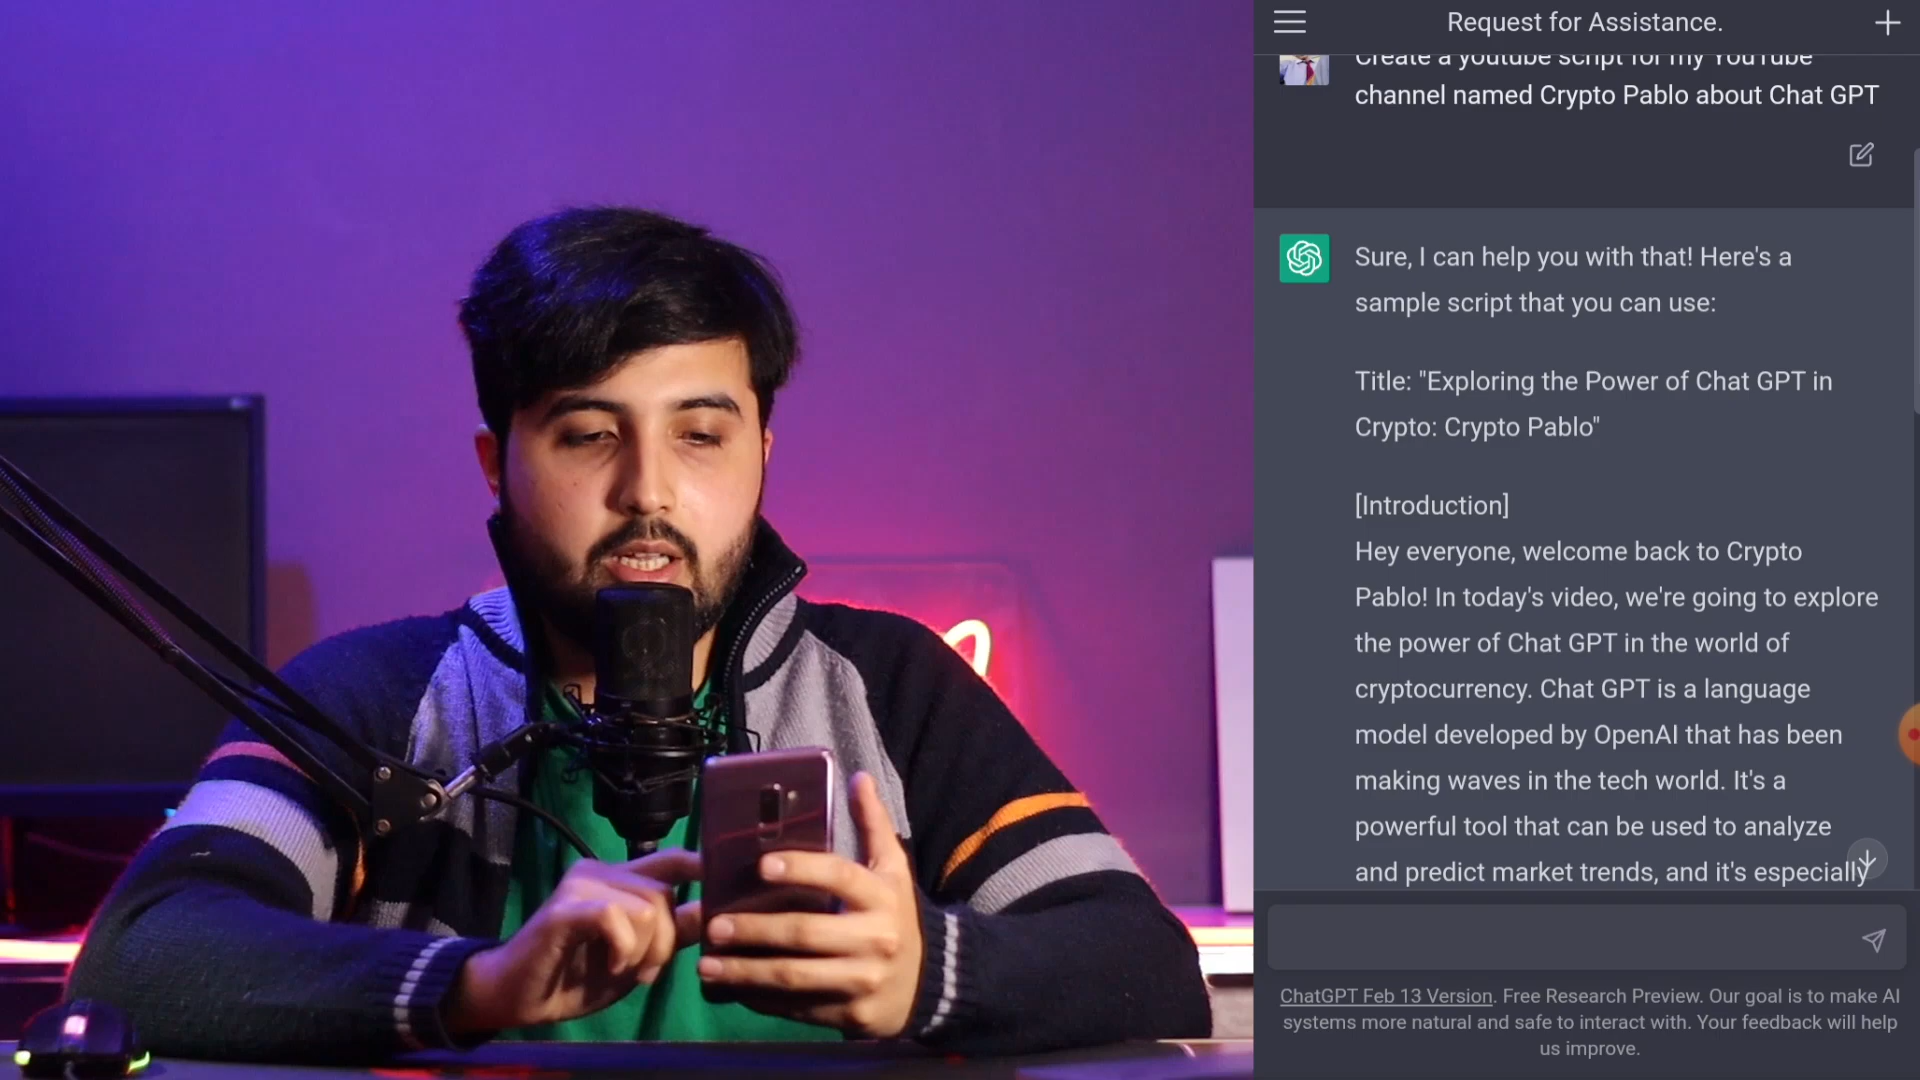 Request for Assistance.
Create a youtube script for my YouTube
channel named Crypto Pablo about Chat GPT
Sure, I can help you with that! Here's a
sample script that you can use:
Title: "Exploring the Power of Chat GPT in
Crypto: Crypto Pablo"
[Introduction]
Hey everyone, welcome back to Crypto
Pablo! In today's video, we're going to explore
the power of Chat GPT in the world of
cryptocurrency. Chat GPT is a language
model developed by OpenAI that has been
making waves in the tech world. It's a
powerful tool that can be used to analyze
and predict market trends, and it's especially
ChatGPT Feb 13 Version. Free Research Preview. Our goal is to make AI
systems more natural and safe to interact with. Your feedback will help
us improve.